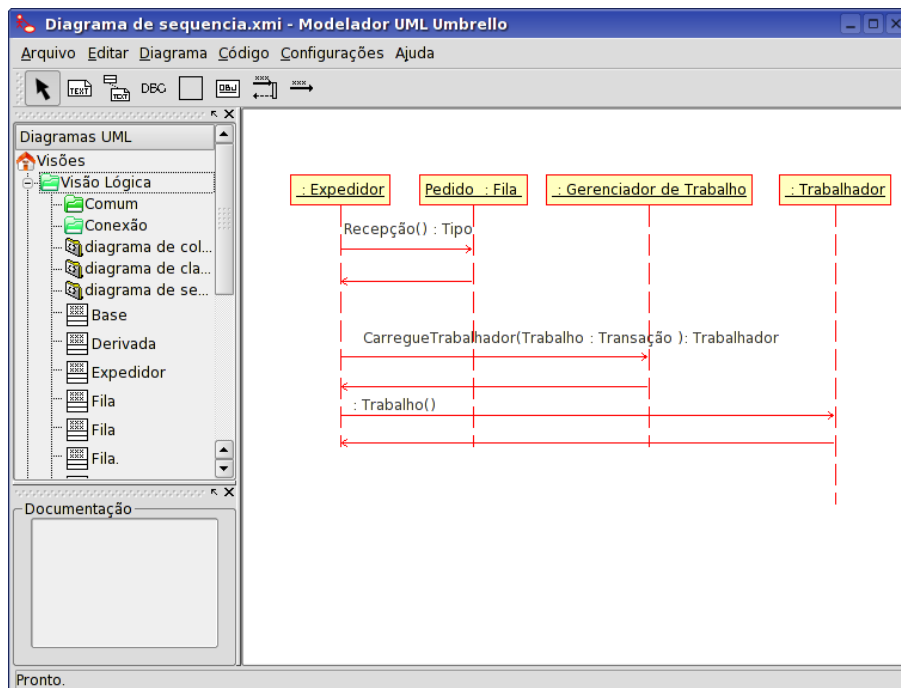 Diagrama de sequencia.xmi - Modelador UML Umbrello
Arquivo Editar Diagrama Código Configurações Ajuda
TEXT TEXT DBC OBJ xxx xxx
Diagramas UML
Visões
Visão Lógica
Comum
Conexão
diagrama de col...
diagrama de cla...
diagrama de se...
Base
Derivada
Expedidor
Fila
Fila
Fila.
Documentação
: Expedidor Pedido : Fila : Gerenciador de Trabalho : Trabalhador
Recepção() : Tipo
CarregueTrabalhador(Trabalho : Transação ): Trabalhador
: Trabalho()
Pronto.